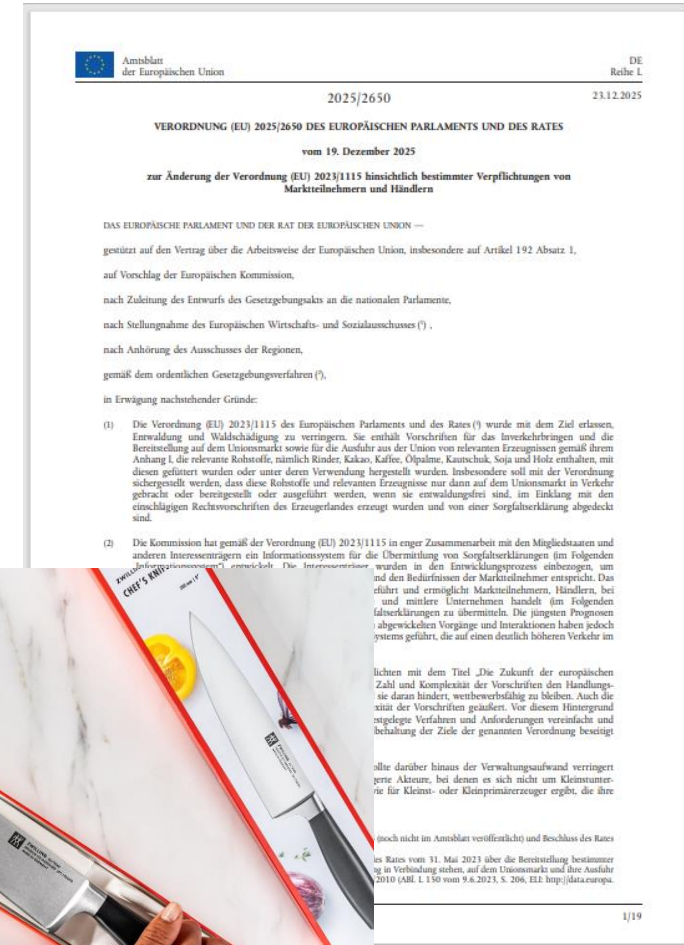 Amtsblatt
der Europäischen Union
DE
Reihe L
2025/2650
23.12.2025
VERORDNUNG (EU) 2025/2650 DES EUROPÄISCHEN PARLAMENTS UND DES RATES
vom 19. Dezember 2025
zur Änderung der Verordnung (EU) 2023/1115 hinsichtlich bestimmter Verpflichtungen von
Marktteilnehmern und Händlern
DAS EUROPÄISCHE PARLAMENT UND DER RAT DER EUROPÄISCHEN UNION —
gestützt auf den Vertrag über die Arbeitsweise der Europäischen Union, insbesondere auf Artikel 192 Absatz 1,
auf Vorschlag der Europäischen Kommission,
nach Zuleitung des Entwurfs des Gesetzgebungsakts an die nationalen Parlamente,
nach Stellungnahme des Europäischen Wirtschafts- und Sozialausschusses (¹) ,
nach Anhörung des Ausschusses der Regionen,
gemäß dem ordentlichen Gesetzgebungsverfahren (²),
in Erwägung nachstehender Gründe:
(1) Die Verordnung (EU) 2023/1115 des Europäischen Parlaments und des Rates (³) wurde mit dem Ziel erlassen,
Entwaldung und Waldschädigung zu verringern. Sie enthält Vorschriften für das Inverkehrbringen und die
Bereitstellung auf dem Unionsmarkt sowie für die Ausfuhr aus der Union von relevanten Erzeugnissen gemäß ihrem
Anhang I, die relevante Rohstoffe, nämlich Rinder, Kakao, Kaffee, Ölpalme, Kautschuk, Soja und Holz enthalten, mit
diesen gefüttert wurden oder unter deren Verwendung hergestellt wurden. Insbesondere soll mit der Verordnung
sichergestellt werden, dass diese Rohstoffe und relevanten Erzeugnisse nur dann auf dem Unionsmarkt in Verkehr
gebracht oder bereitgestellt oder ausgeführt werden, wenn sie entwaldungsfrei sind, im Einklang mit den
einschlägigen Rechtsvorschriften des Erzeugerlandes erzeugt wurden und von einer Sorgfaltserklärung abgedeckt
sind.
(2) Die Kommission hat gemäß der Verordnung (EU) 2023/1115 in enger Zusammenarbeit mit den Mitgliedstaaten und
anderen Interessenträgern ein Informationssystem für die Übermittlung von Sorgfaltserklärungen (im Folgenden
„Informationssystem“) entwickelt. Die Interessenträger wurden in den Entwicklungsprozess einbezogen, um
nd den Bedürfnissen der Marktteilnehmer entspricht. Das
eführt und ermöglicht Marktteilnehmern, Händlern, bei
und mittlere Unternehmen handelt (im Folgenden
faltserklärungen zu übermitteln. Die jüngsten Prognosen
abgewickelten Vorgänge und Interaktionen haben jedoch
ystems geführt, die auf einen deutlich höheren Verkehr im
lichten mit dem Titel „Die Zukunft der europäischen
Zahl und Komplexität der Vorschriften den Handlungs-
sie daran hindert, wettbewerbsfähig zu bleiben. Auch die
xität der Vorschriften geäußert. Vor diesem Hintergrund
estgelegte Verfahren und Anforderungen vereinfacht und
behaltung der Ziele der genannten Verordnung beseitigt
ollte darüber hinaus der Verwaltungsaufwand verringert
gerte Akteure, bei denen es sich nicht um Kleinstunter-
ie für Kleinst- oder Kleinprimärerzeuger ergibt, die ihre
(noch nicht im Amtsblatt veröffentlicht) und Beschluss des Rates
es Rates vom 31. Mai 2023 über die Bereitstellung bestimmter
ng in Verbindung stehen, auf dem Unionsmarkt und ihre Ausfuhr
/2010 (ABl. L 150 vom 9.6.2023, S. 206, ELI: http://data.europa.
1/19
ZWILLING
CHEF'S KNIFE
ZWILLING
ZWILLING